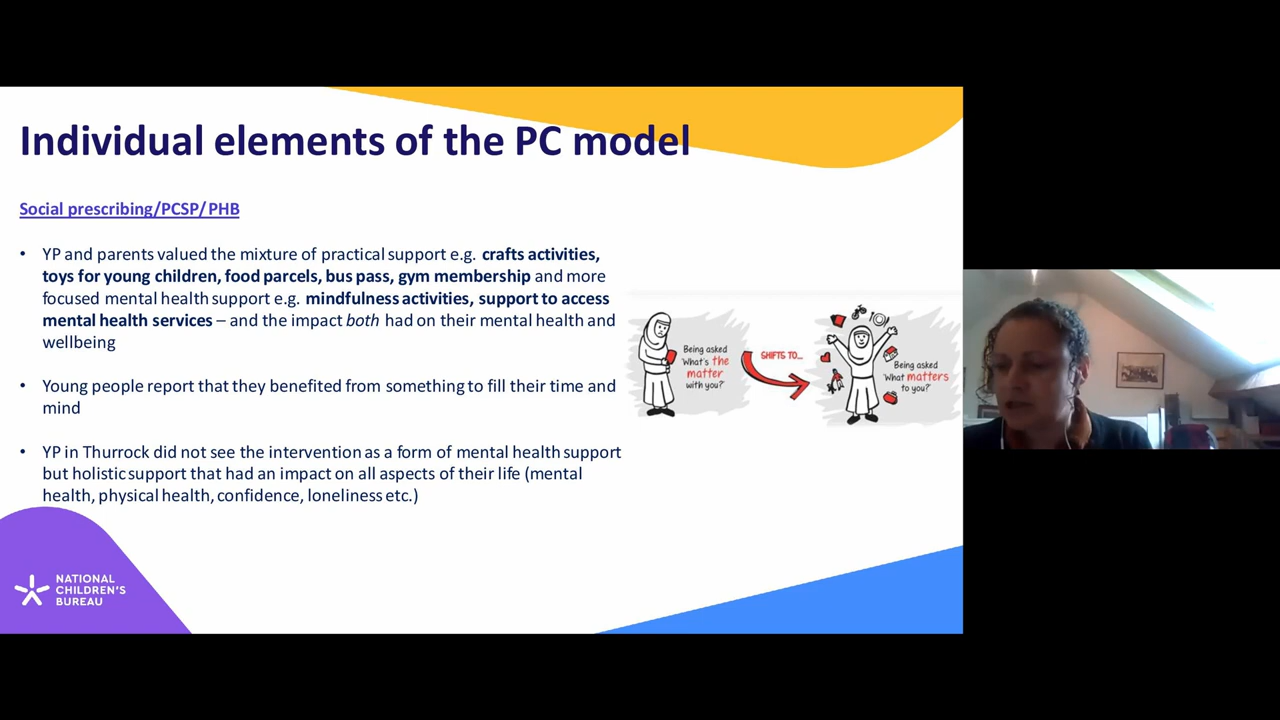 Individual elements of the PC model
Social prescribing/PCSP/PHB
• YP and parents valued the mixture of practical support e.g. crafts activities,
toys for young children, food parcels, bus pass, gym membership and more
focused mental health support e.g. mindfulness activities, support to access
mental health services – and the impact both had on their mental health and
wellbeing
• Young people report that they benefited from something to fill their time and
mind
• YP in Thurrock did not see the intervention as a form of mental health support
but holistic support that had an impact on all aspects of their life (mental
health, physical health, confidence, loneliness etc.)
Being asked
'What's the
matter
with you?'
SHIFTS TO...
Being asked
'What matters
to you?'
NATIONAL
CHILDREN'S
BUREAU